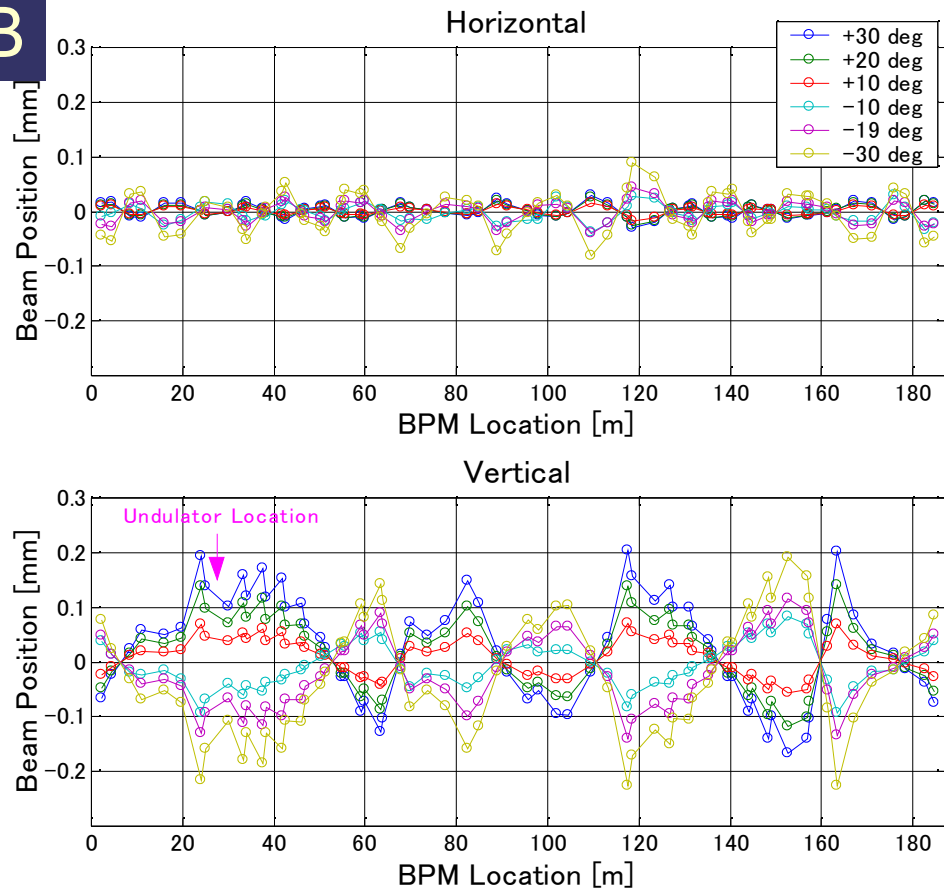 B
Horizontal
+30 deg
+20 deg
+10 deg
−10 deg
−19 deg
−30 deg
0.3
0.2
0.1
0
−0.1
−0.2
Beam Position [mm]
0 20 40 60 80 100 120 140 160 180
BPM Location [m]
Vertical
Undulator Location
0.3
0.2
0.1
0
−0.1
−0.2
Beam Position [mm]
0 20 40 60 80 100 120 140 160 180
BPM Location [m]